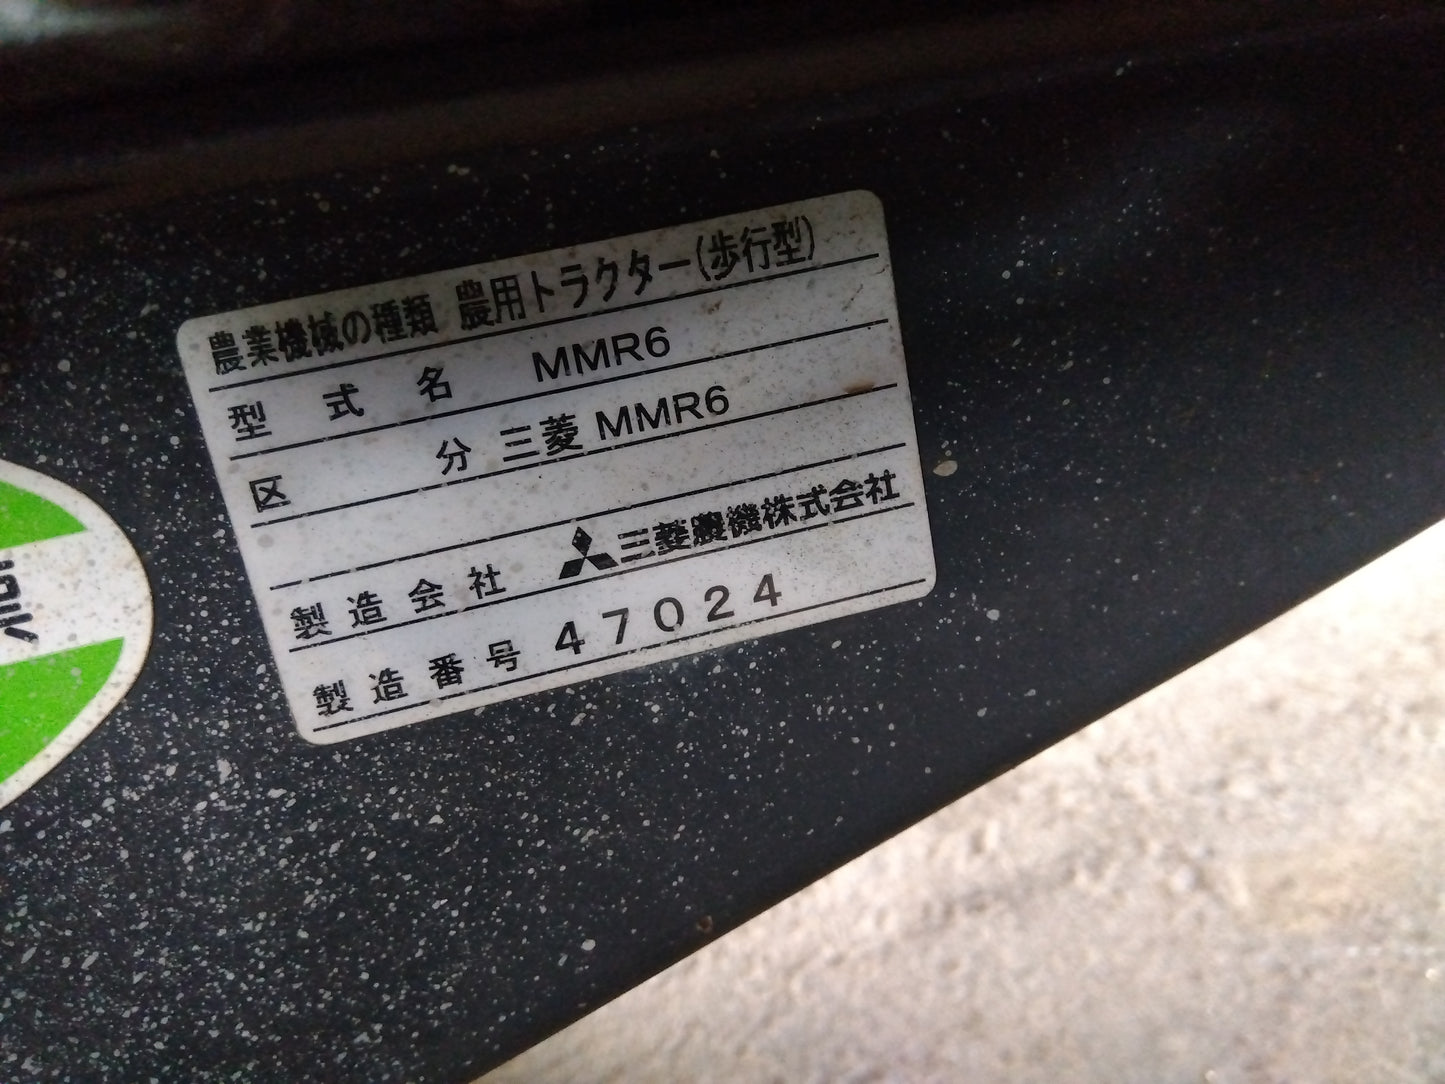 農業機械の種類 農用トラクター(歩行型)
型式名 MMR6
区分 三菱 MMR6
製造会社 三菱農機株式会社
製造番号 47024